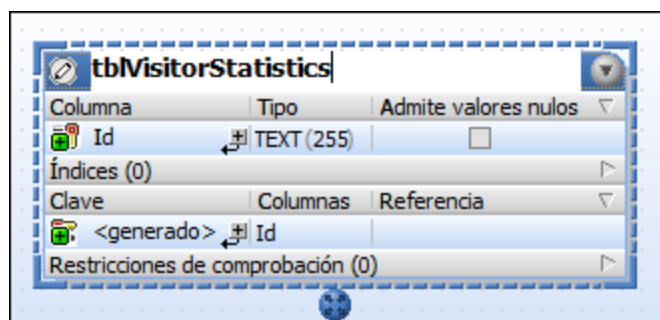 tblVisitorStatistics
Columna Tipo Admite valores nulos
Id TEXT (255)
Índices (0)
Clave Columnas Referencia
<generado> Id
Restricciones de comprobación (0)